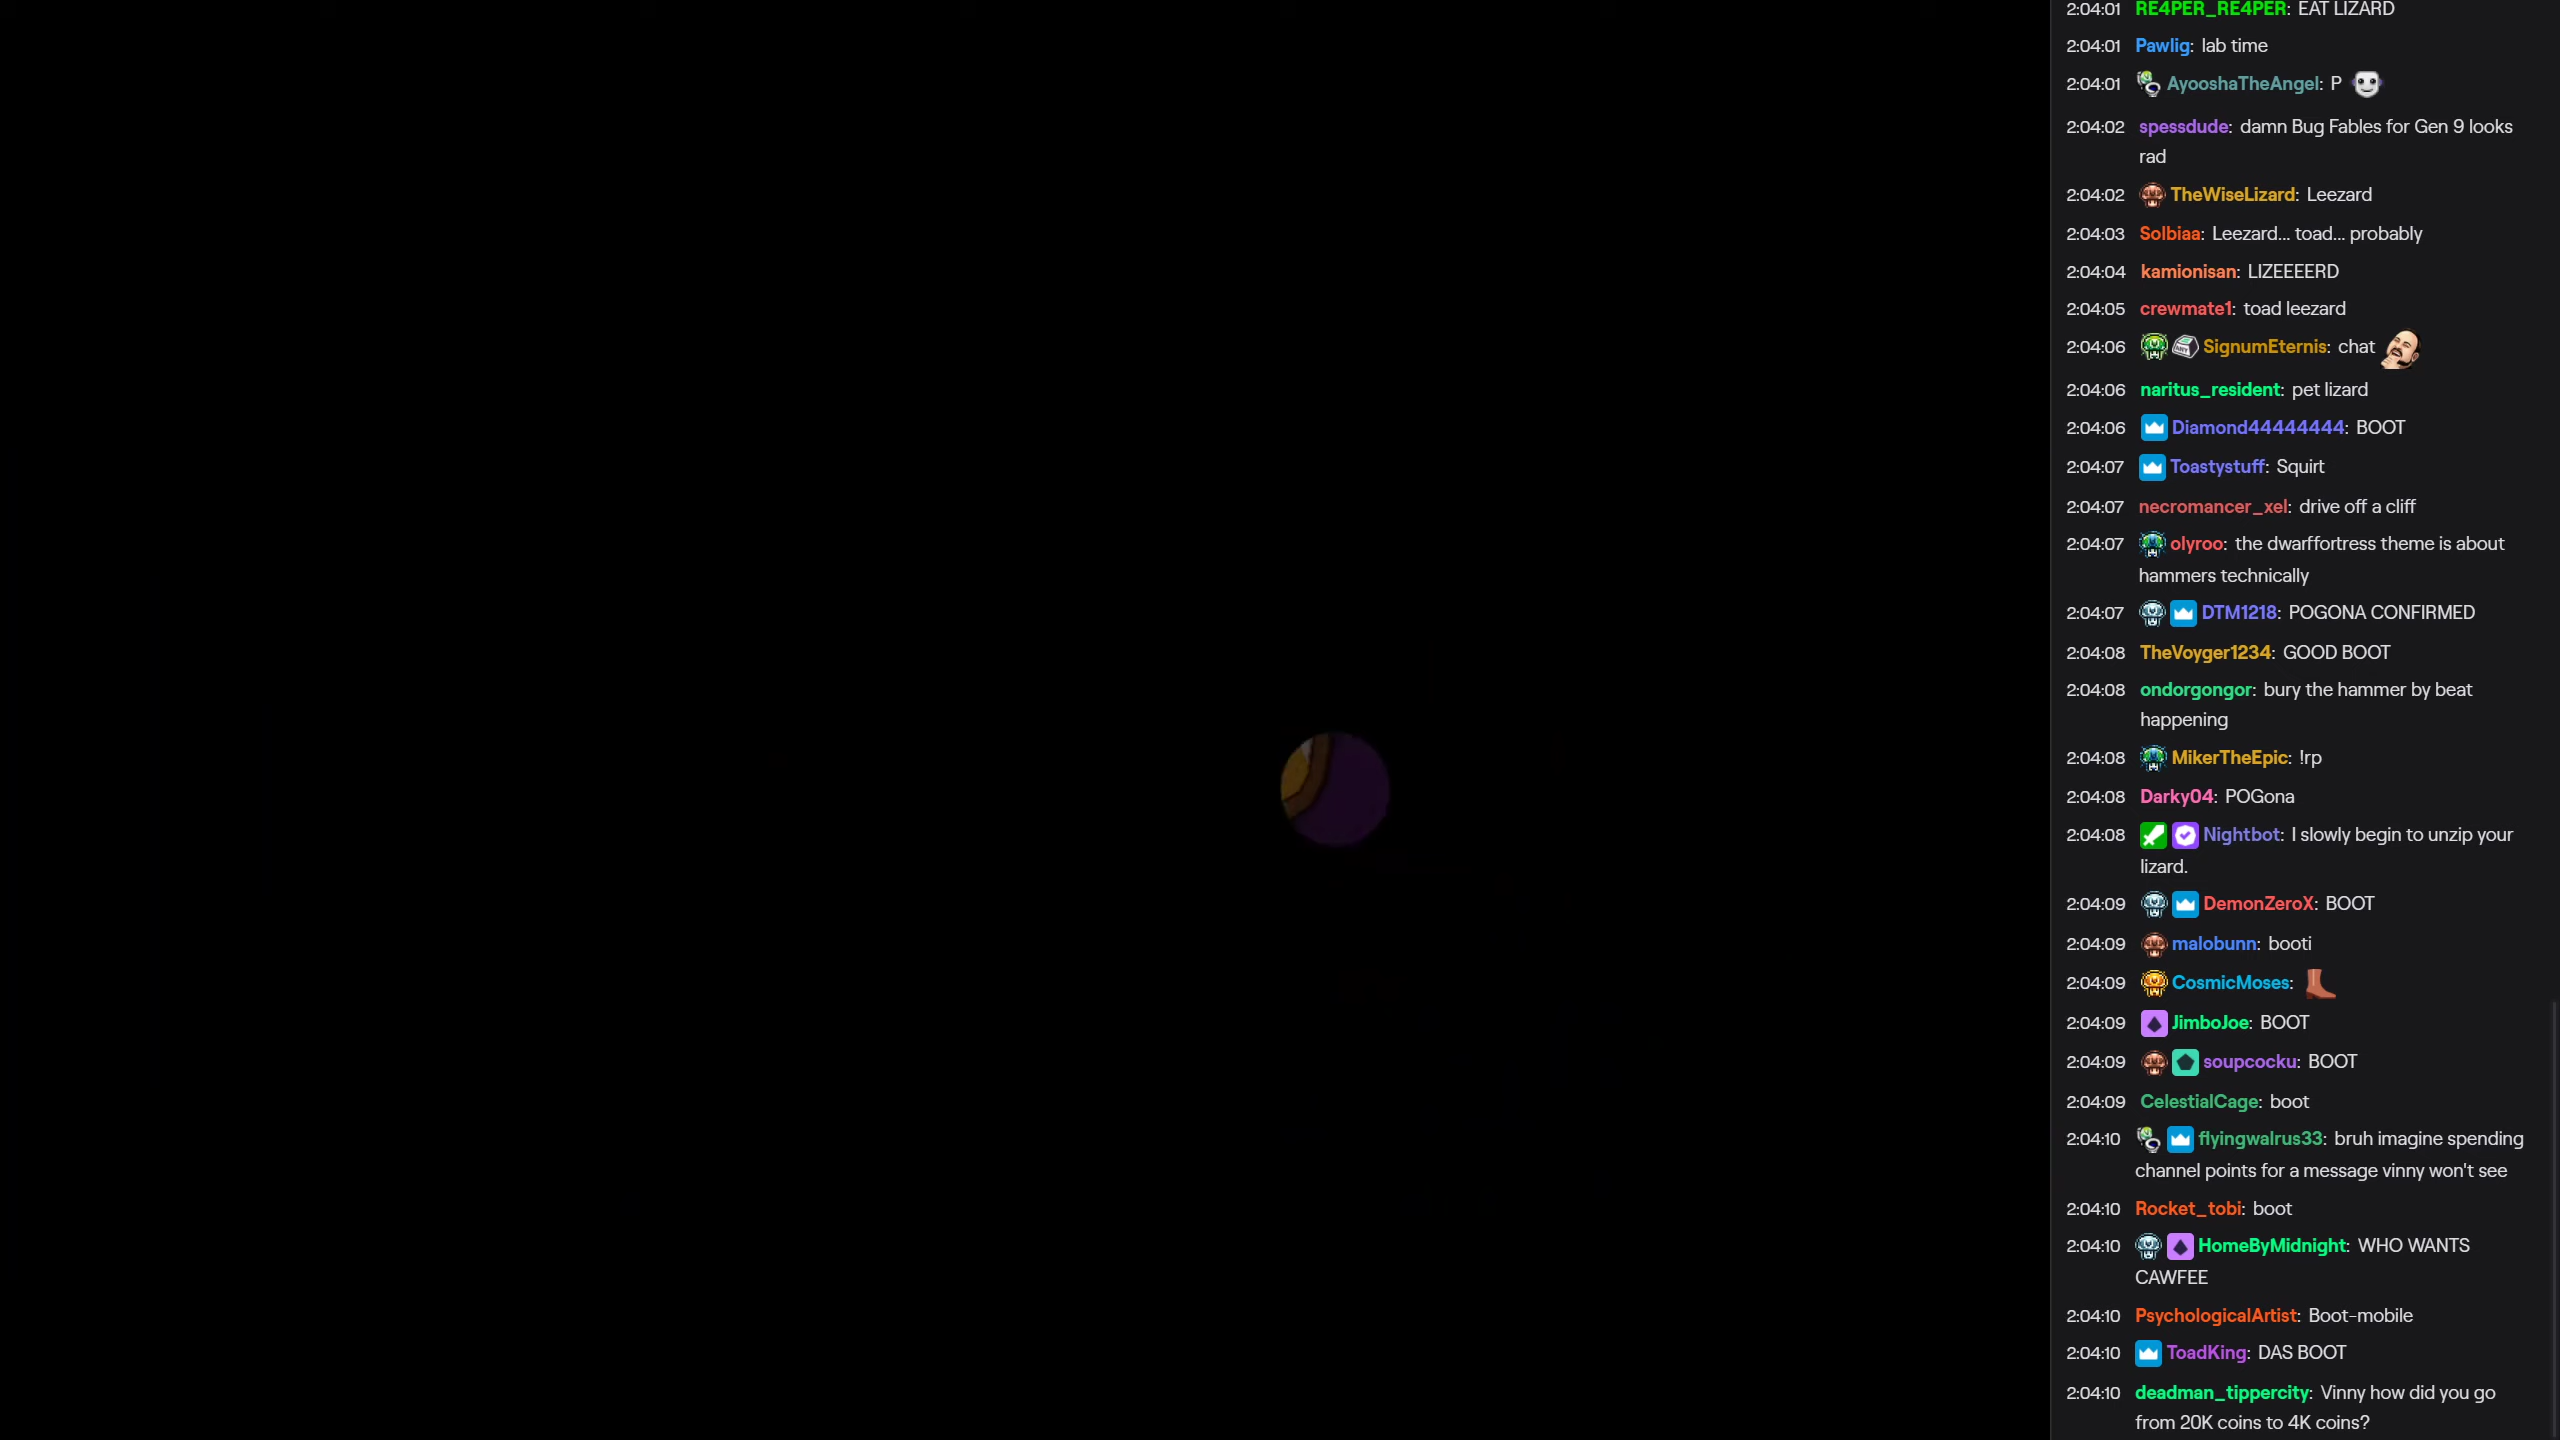 2:04:01 RE4PER_RE4PER: EAT LIZARD
2:04:01 Pawlig: lab time
2:04:01 AyooshaTheAngel: P
2:04:02 spessdude: damn Bug Fables for Gen 9 looks
rad
2:04:02 TheWiseLizard: Leezard
2:04:03 Solbiaa: Leezard... toad... probably
2:04:04 kamionisan: LIZEEEERD
2:04:05 crewmate1: toad leezard
2:04:06 SignumEternis: chat
2:04:06 naritus_resident: pet lizard
2:04:06 Diamond44444444: BOOT
2:04:07 Toastystuff: Squirt
2:04:07 necromancer_xel: drive off a cliff
2:04:07 olyroo: the dwarffortress theme is about
hammers technically
2:04:07 DTM1218: POGONA CONFIRMED
2:04:08 TheVoyger1234: GOOD BOOT
2:04:08 ondorgongor: bury the hammer by beat
happening
2:04:08 MikerTheEpic: !rp
2:04:08 Darky04: POGona
2:04:08 Nightbot: I slowly begin to unzip your
lizard.
2:04:09 DemonZeroX: BOOT
2:04:09 malobunn: booti
2:04:09 CosmicMoses:
2:04:09 JimboJoe: BOOT
2:04:09 soupcocku: BOOT
2:04:09 CelestialCage: boot
2:04:10 flyingwalrus33: bruh imagine spending
channel points for a message vinny won't see
2:04:10 Rocket_tobi: boot
2:04:10 HomeByMidnight: WHO WANTS
CAWFEE
2:04:10 PsychologicalArtist: Boot-mobile
2:04:10 ToadKing: DAS BOOT
2:04:10 deadman_tippercity: Vinny how did you go
from 20K coins to 4K coins?